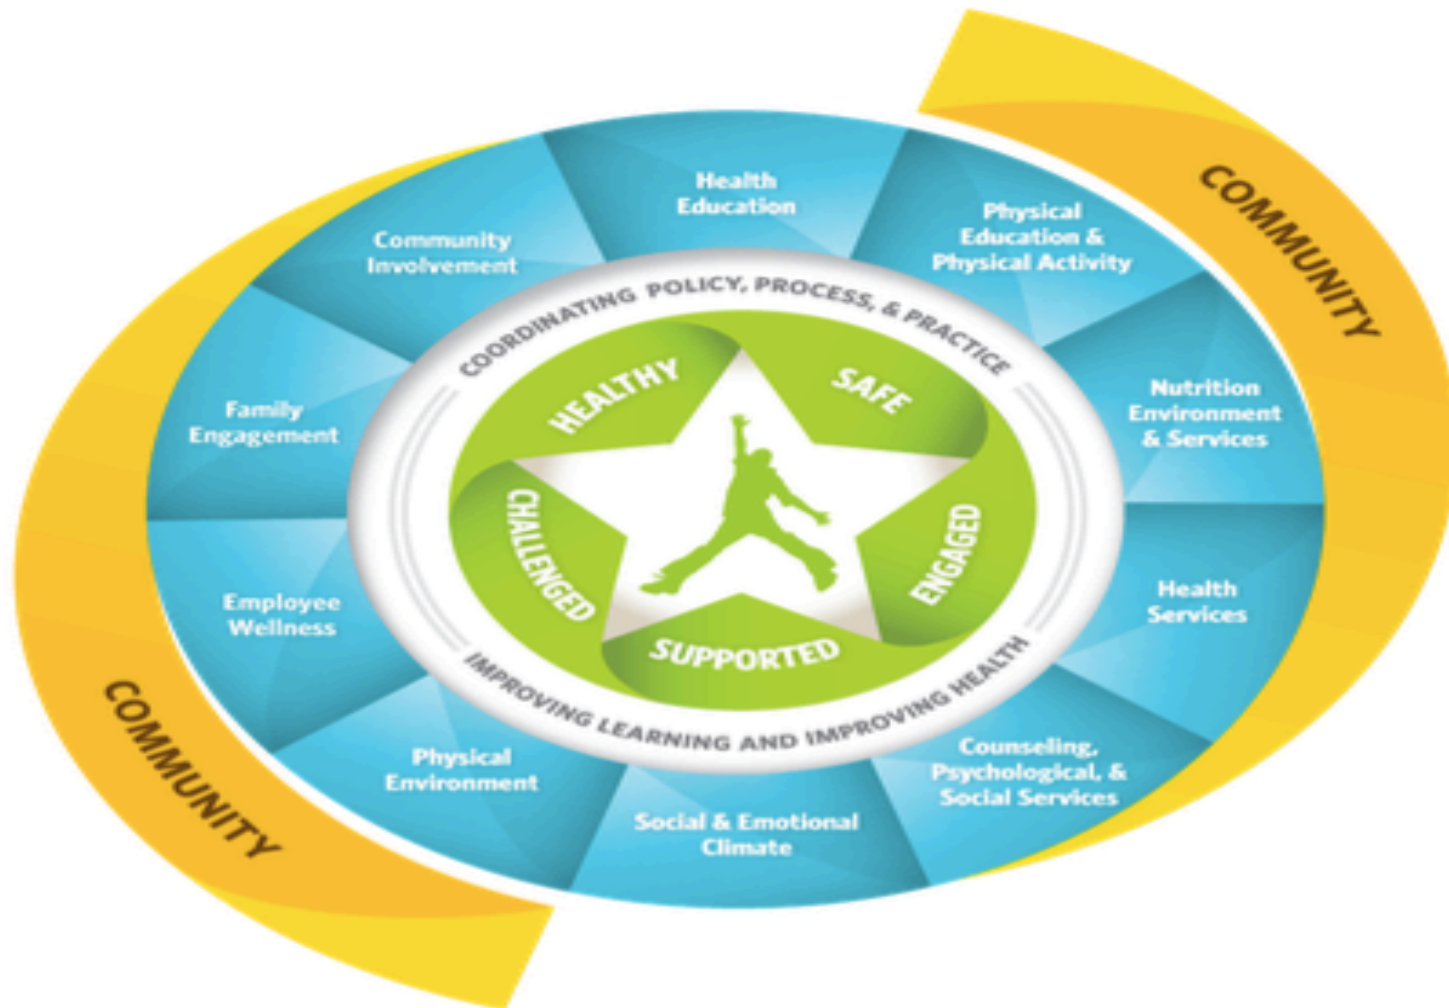 COMMUNITY
Health
Education
Physical
Education &
Physical Activity
Nutrition
Environment
& Services
Health
Services
Counseling,
Psychological, &
Social Services
Social & Emotional
Climate
Physical
Environment
Employee
Wellness
Family
Engagement
Community
Involvement
COORDINATING POLICY, PROCESS, & PRACTICE
IMPROVING LEARNING AND IMPROVING HEALTH
HEALTHY
SAFE
ENGAGED
SUPPORTED
CHALLENGED
COMMUNITY